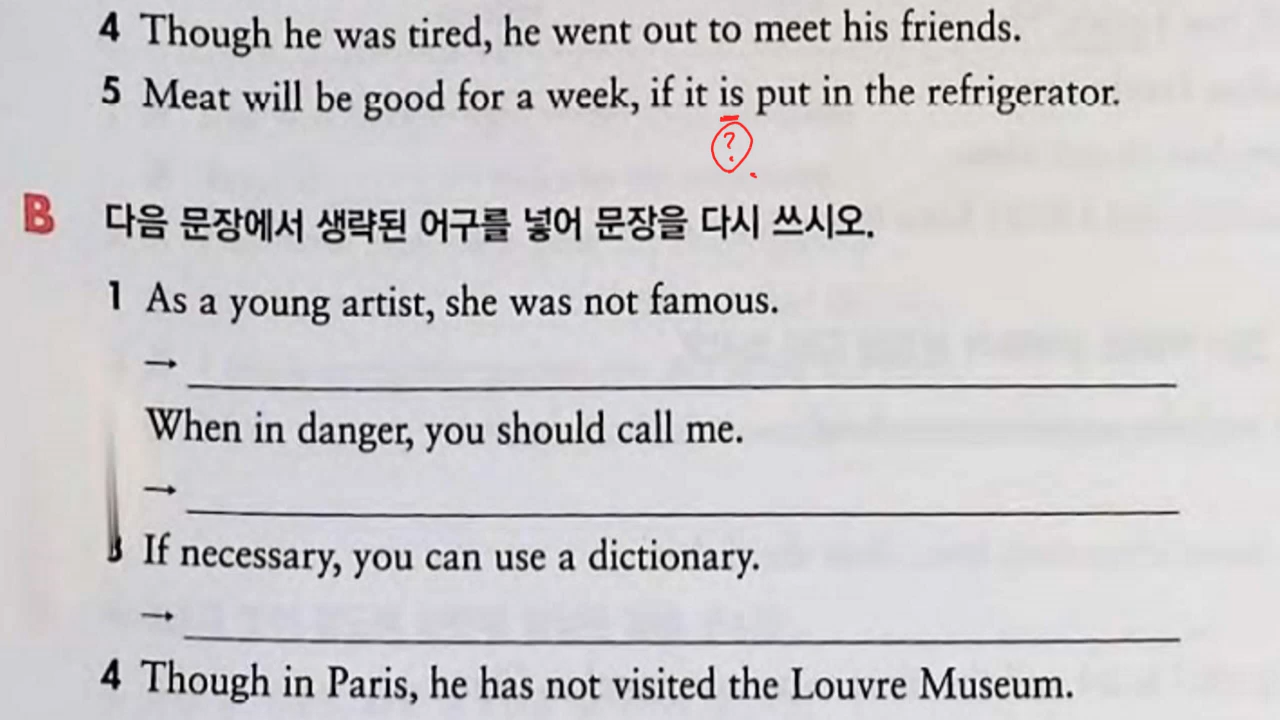 4 Though he was tired, he went out to meet his friends.
5 Meat will be good for a week, if it is put in the refrigerator.
?
B 다음 문장에서 생략된 어구를 넣어 문장을 다시 쓰시오.
1 As a young artist, she was not famous.
→
When in danger, you should call me.
→
3 If necessary, you can use a dictionary.
→
4 Though in Paris, he has not visited the Louvre Museum.